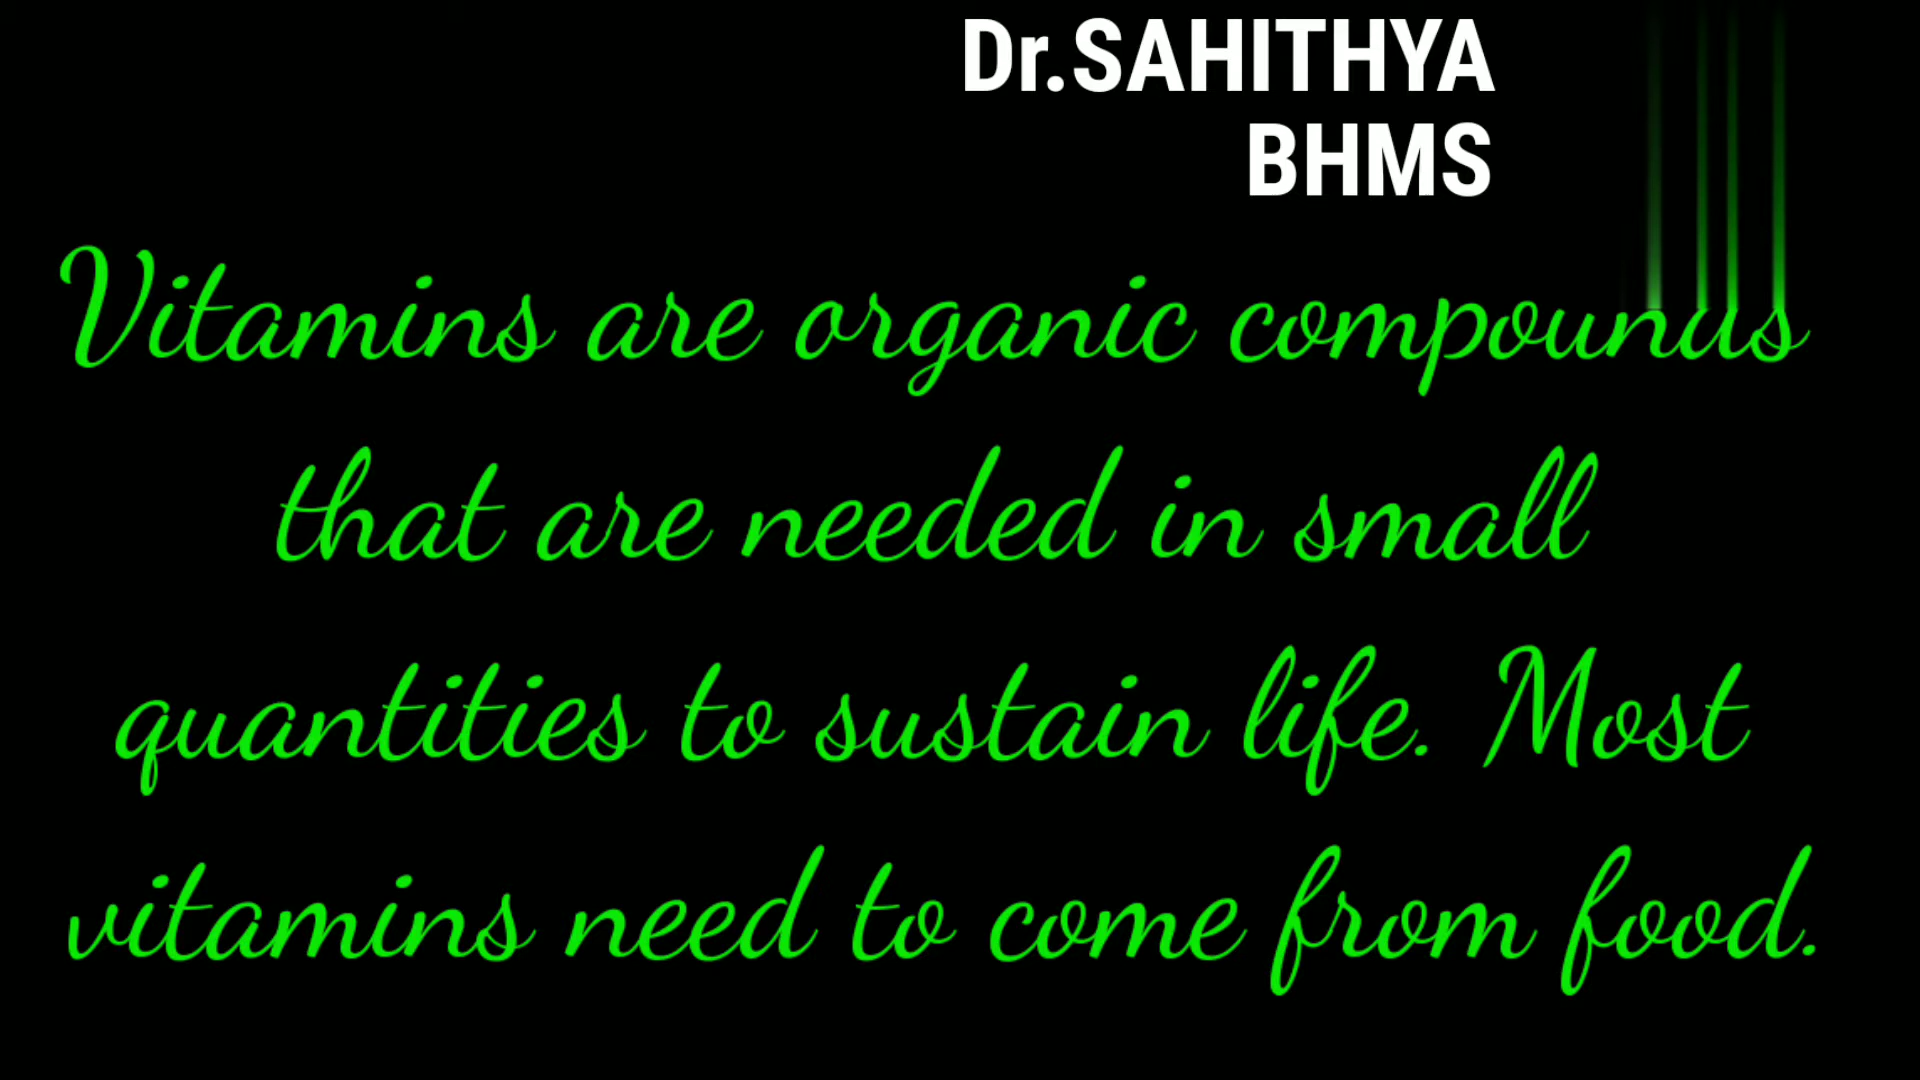 Dr.SAHITHYA
BHMS
Vitamins are organic compounds
that are needed in small
quantities to sustain life. Most
vitamins need to come from food.